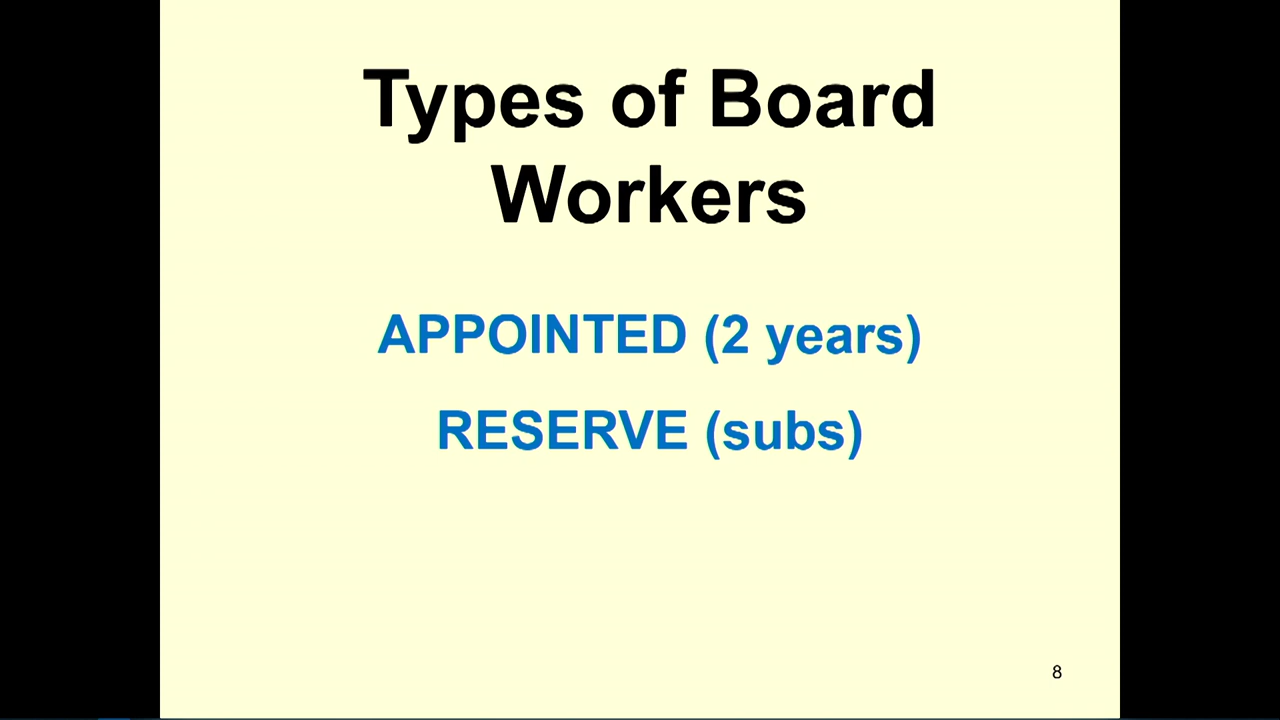 Types of Board
Workers
APPOINTED (2 years)
RESERVE (subs)
8